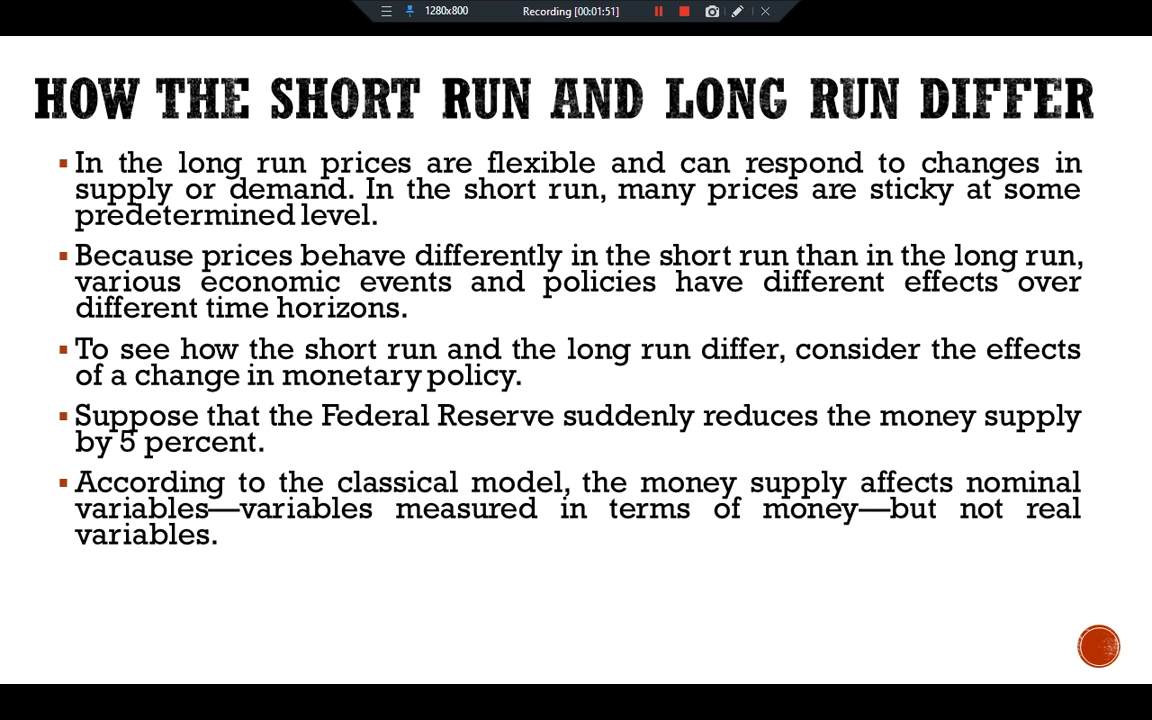 1280x800
Recording [00:01:51]
HOW THE SHORT RUN AND LONG RUN DIFFER
▪ In the long run prices are flexible and can respond to changes in
supply or demand. In the short run, many prices are sticky at some
predetermined level.
▪ Because prices behave differently in the short run than in the long run,
various economic events and policies have different effects over
different time horizons.
▪ To see how the short run and the long run differ, consider the effects
of a change in monetary policy.
▪ Suppose that the Federal Reserve suddenly reduces the money supply
by 5 percent.
▪ According to the classical model, the money supply affects nominal
variables—variables measured in terms of money—but not real
variables.